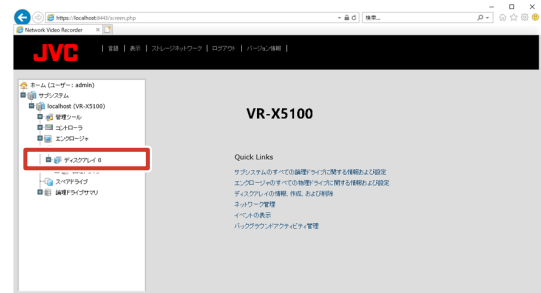 https://localhost:8443/screen.php
検索...
Network Video Recorder
JVC
言語 | 表示 | ストレージネットワーク | ログアウト | バージョン情報 |
ホーム (ユーザー: admin)
サブシステム
localhost (VR-X5100)
管理ツール
コントローラ
エンクロージャ
ディスクアレイ 0
スペアドライブ
論理ドライブサマリ
VR-X5100
Quick Links
サブシステムのすべての論理ドライブに関する情報および設定
エンクロージャのすべての物理ドライブに関する情報および設定
ディスクアレイの情報、作成、および削除
ネットワーク管理
イベントの表示
バックグラウンドアクティビティ管理